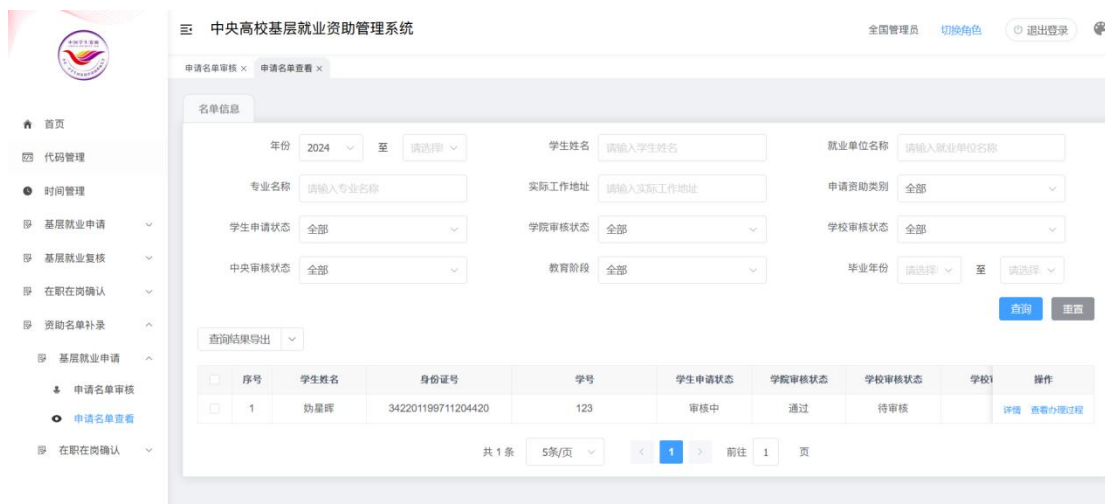 中央高校基层就业资助管理系统 全国管理员 切换角色 退出登录
申请名单审核 × 申请名单查看 ×
首页
代码管理
时间管理
基层就业申请
基层就业复核
在职在岗确认
资助名单补录
基层就业申请
申请名单审核
申请名单查看
在职在岗确认
名单信息
年份 2024 至 请选择 学生姓名 请输入学生姓名 就业单位名称 请输入就业单位名称
专业名称 请输入专业名称 实际工作地址 请输入实际工作地址 申请资助类别 全部
学生申请状态 全部 学院审核状态 全部 学校审核状态 全部
中央审核状态 全部 教育阶段 全部 毕业年份 请选择 至 请选择
查询 重置
查询结果导出
序号 学生姓名 身份证号 学号 学生申请状态 学院审核状态 学校审核状态 学校 操作
1 妫星晖 342201199711204420 123 审核中 通过 待审核 详情 查看办理过程
共 1 条 5条/页 < 1 > 前往 1 页